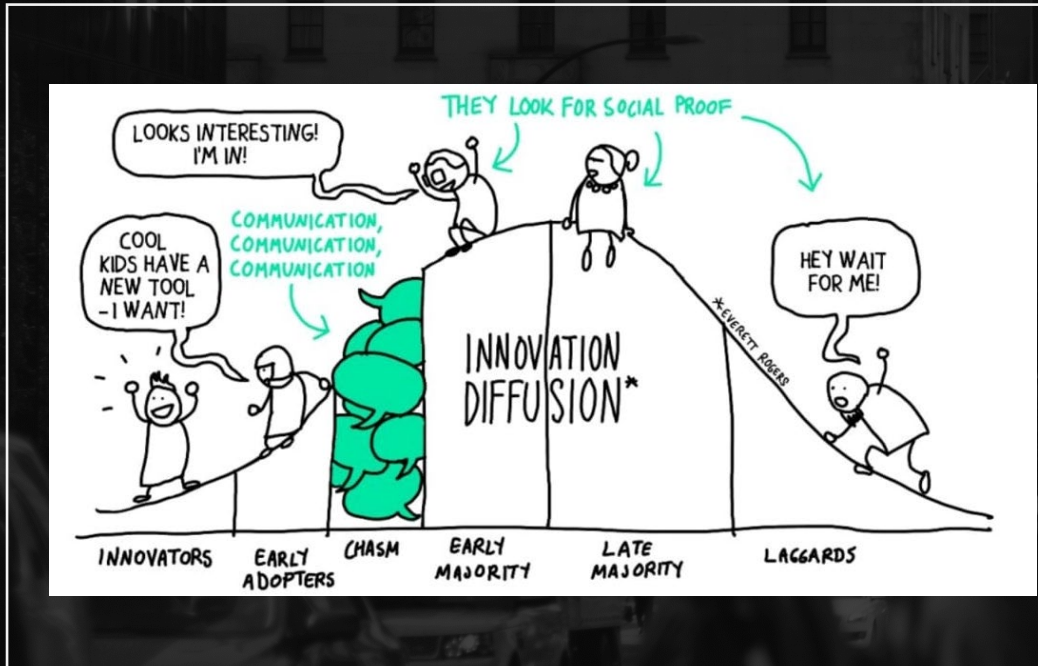 THEY LOOK FOR SOCIAL PROOF
LOOKS INTERESTING!
I'M IN!
COMMUNICATION,
COMMUNICATION,
COMMUNICATION
COOL
KIDS HAVE A
NEW TOOL
-I WANT!
HEY WAIT
FOR ME!
INNOVATION
DIFFUSION*
*EVERETT ROGERS
INNOVATORS
EARLY
ADOPTERS
CHASM
EARLY
MAJORITY
LATE
MAJORITY
LAGGARDS